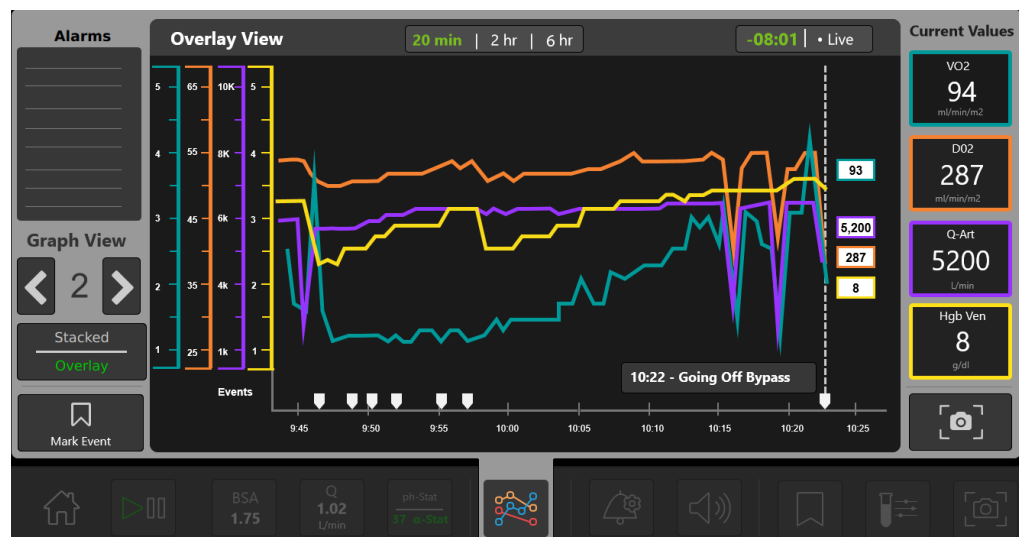 Alarms
Graph View
2
Stacked
Overlay
Mark Event
Overlay View
20 min | 2 hr | 6 hr
-08:01 | • Live
5 65 10K 5
4 55 8K 4
3 45 6k 3
2 35 4k 2
1 25 1k 1
93
5,200
287
8
10:22 - Going Off Bypass
Events
9:45 9:50 9:55 10:00 10:05 10:10 10:15 10:20 10:25
Current Values
VO2
94
ml/min/m2
D02
287
ml/min/m2
Q-Art
5200
L/min
Hgb Ven
8
g/dl
BSA
1.75
Q
1.02
L/min
ph-Stat
37 α-Stat